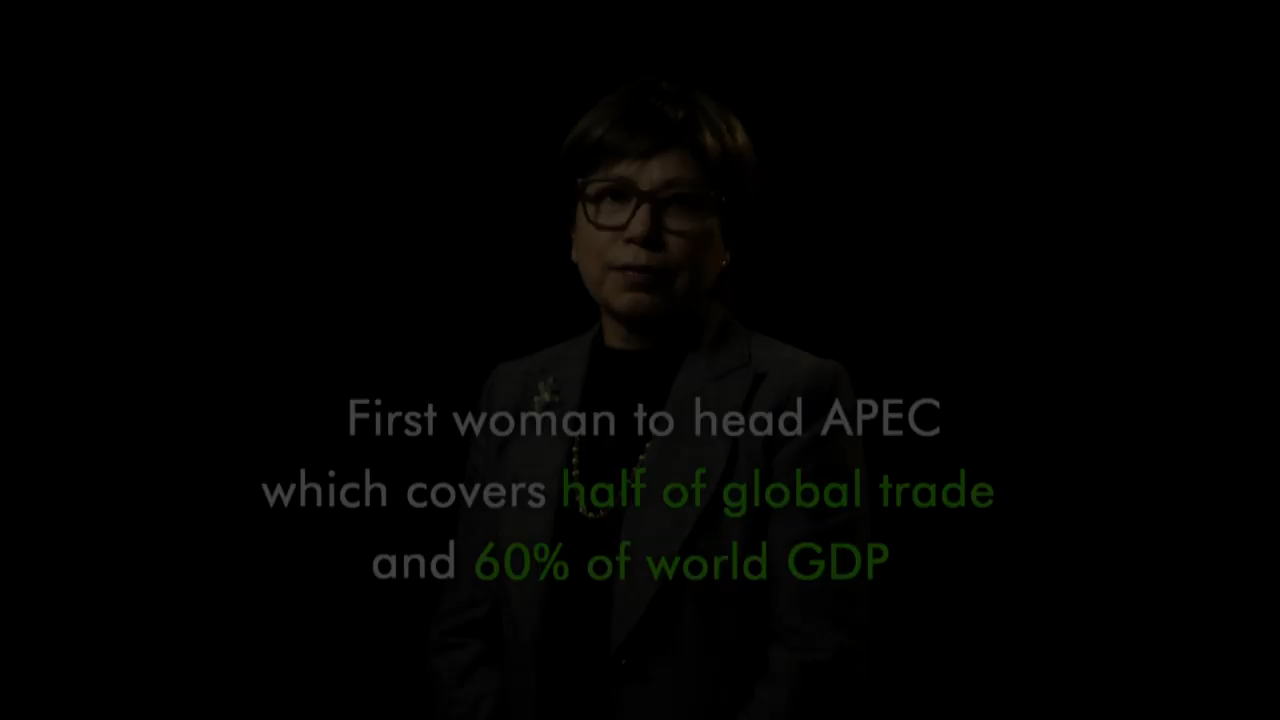 First woman to head APEC
which covers half of global trade
and 60% of world GDP